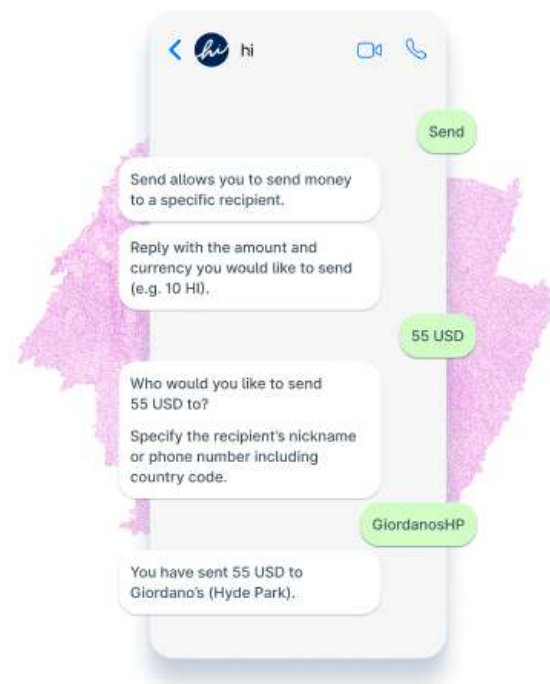 hi hi
Send
Send allows you to send money
to a specific recipient.
Reply with the amount and
currency you would like to send
(e.g. 10 HI).
55 USD
Who would you like to send
55 USD to?
Specify the recipient's nickname
or phone number including
country code.
GiordanosHP
You have sent 55 USD to
Giordano's (Hyde Park).